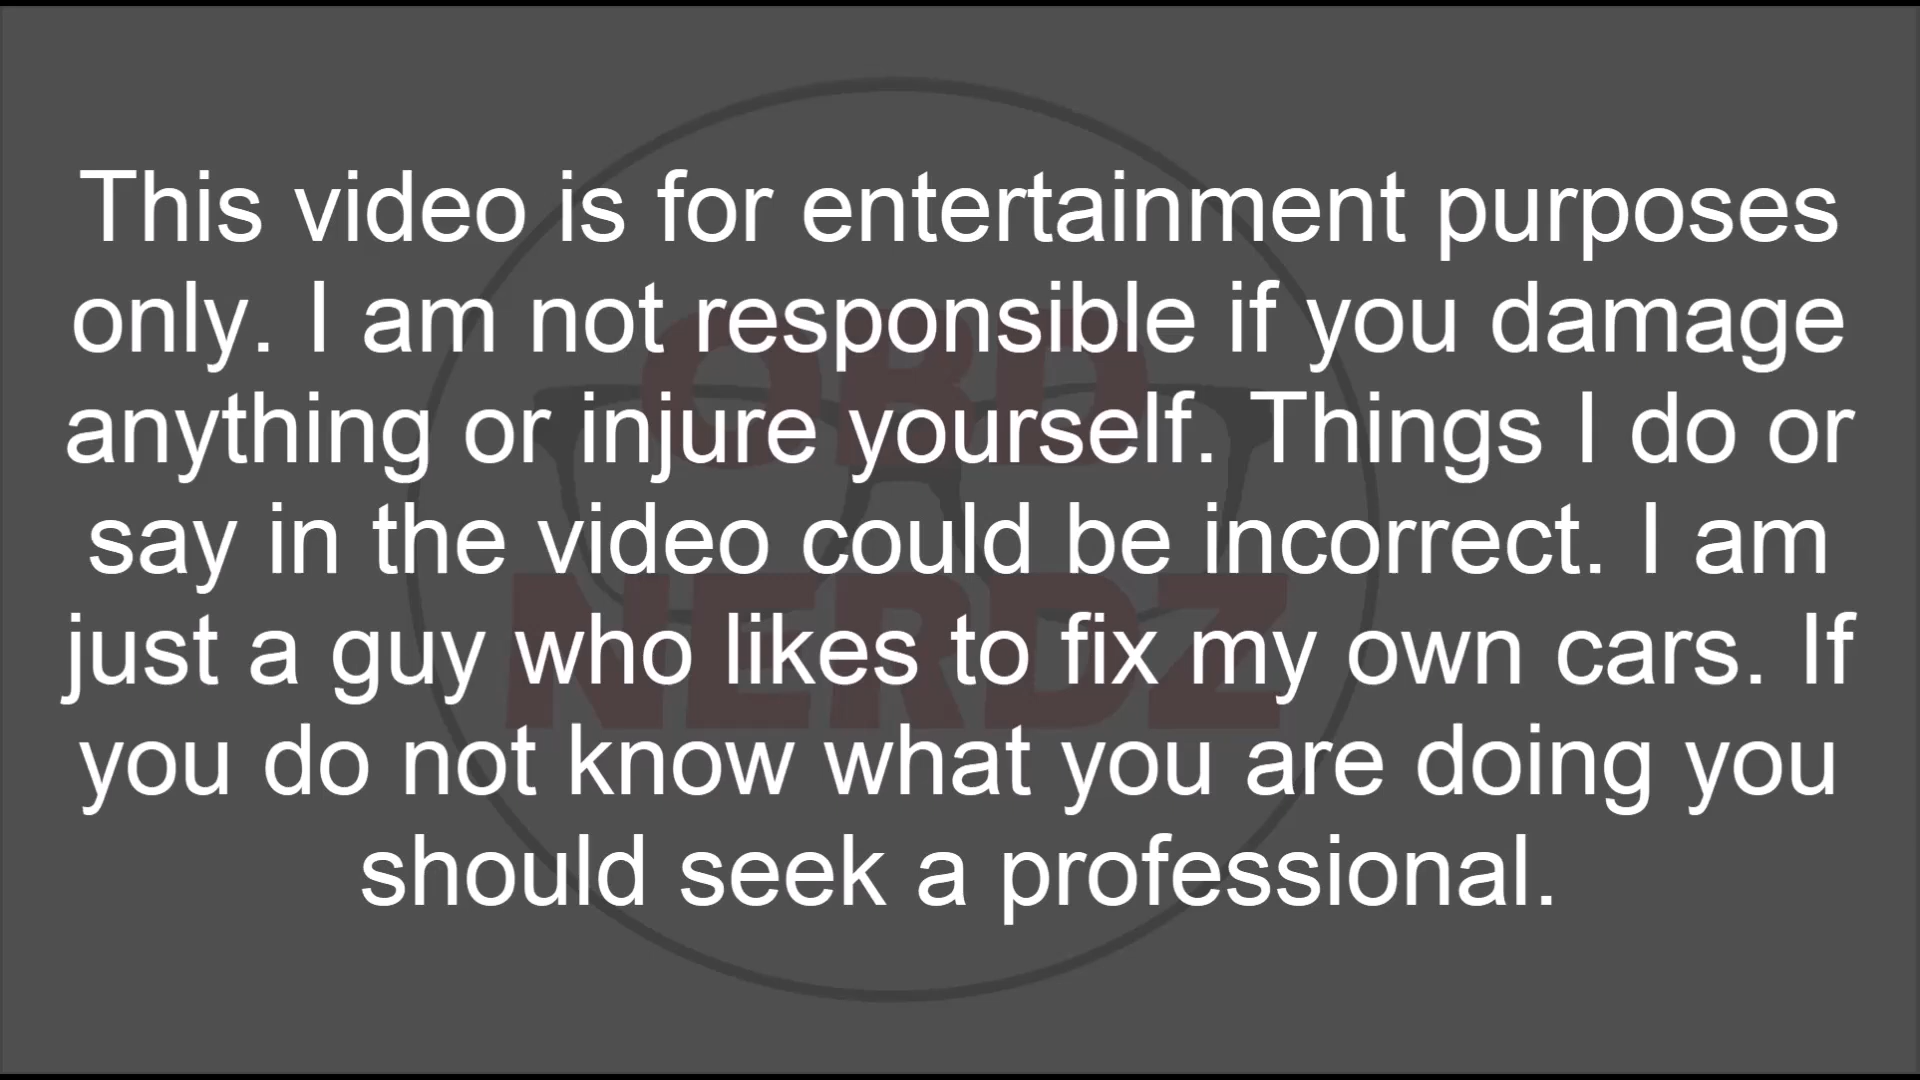 This video is for entertainment purposes
only. I am not responsible if you damage
anything or injure yourself. Things I do or
say in the video could be incorrect. I am
just a guy who likes to fix my own cars. If
you do not know what you are doing you
should seek a professional.
OBD
NERDZ